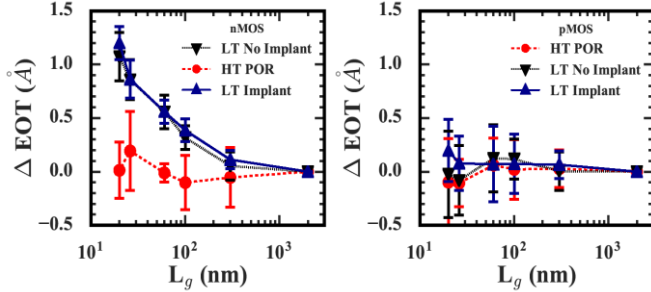 nMOS
LT No Implant
HT POR
LT Implant
Δ EOT (Å)
1.5
1.0
0.5
0.0
−0.5
10¹
10²
10³
L_g (nm)
pMOS
HT POR
LT No Implant
LT Implant
Δ EOT (Å)
1.5
1.0
0.5
0.0
−0.5
10¹
10²
10³
L_g (nm)